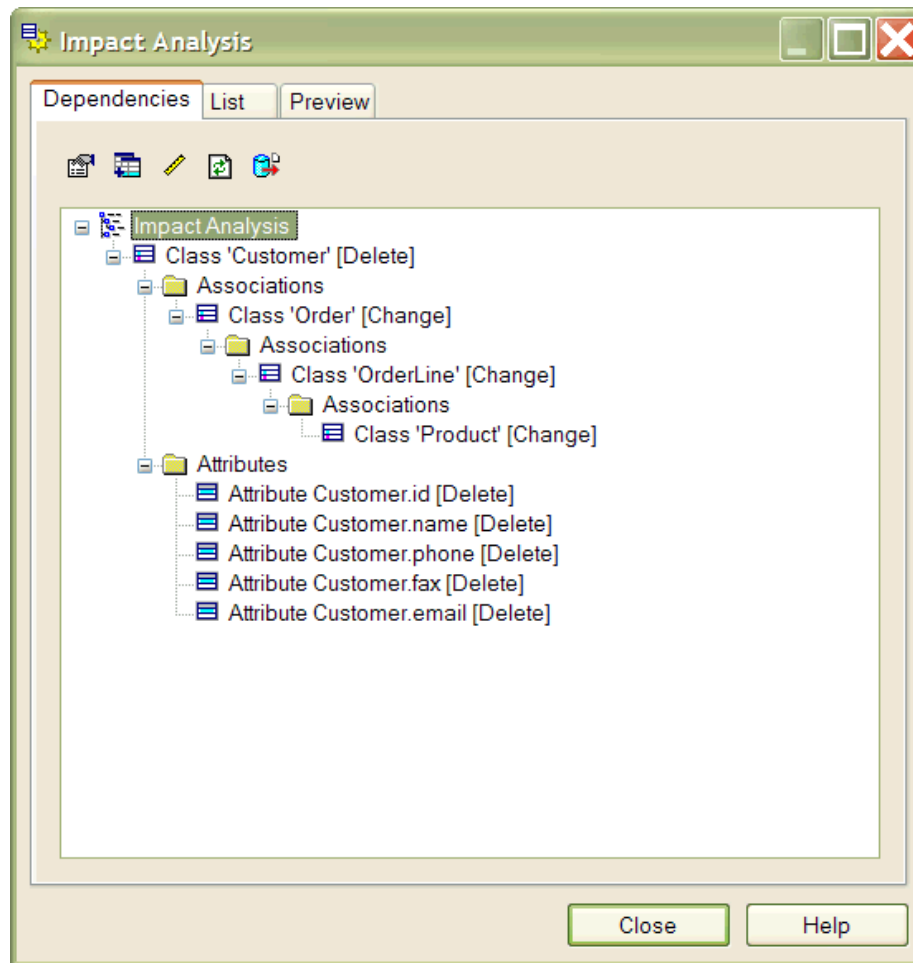 Impact Analysis
Dependencies List Preview
Impact Analysis
Class 'Customer' [Delete]
Associations
Class 'Order' [Change]
Associations
Class 'OrderLine' [Change]
Associations
Class 'Product' [Change]
Attributes
Attribute Customer.id [Delete]
Attribute Customer.name [Delete]
Attribute Customer.phone [Delete]
Attribute Customer.fax [Delete]
Attribute Customer.email [Delete]
Close Help